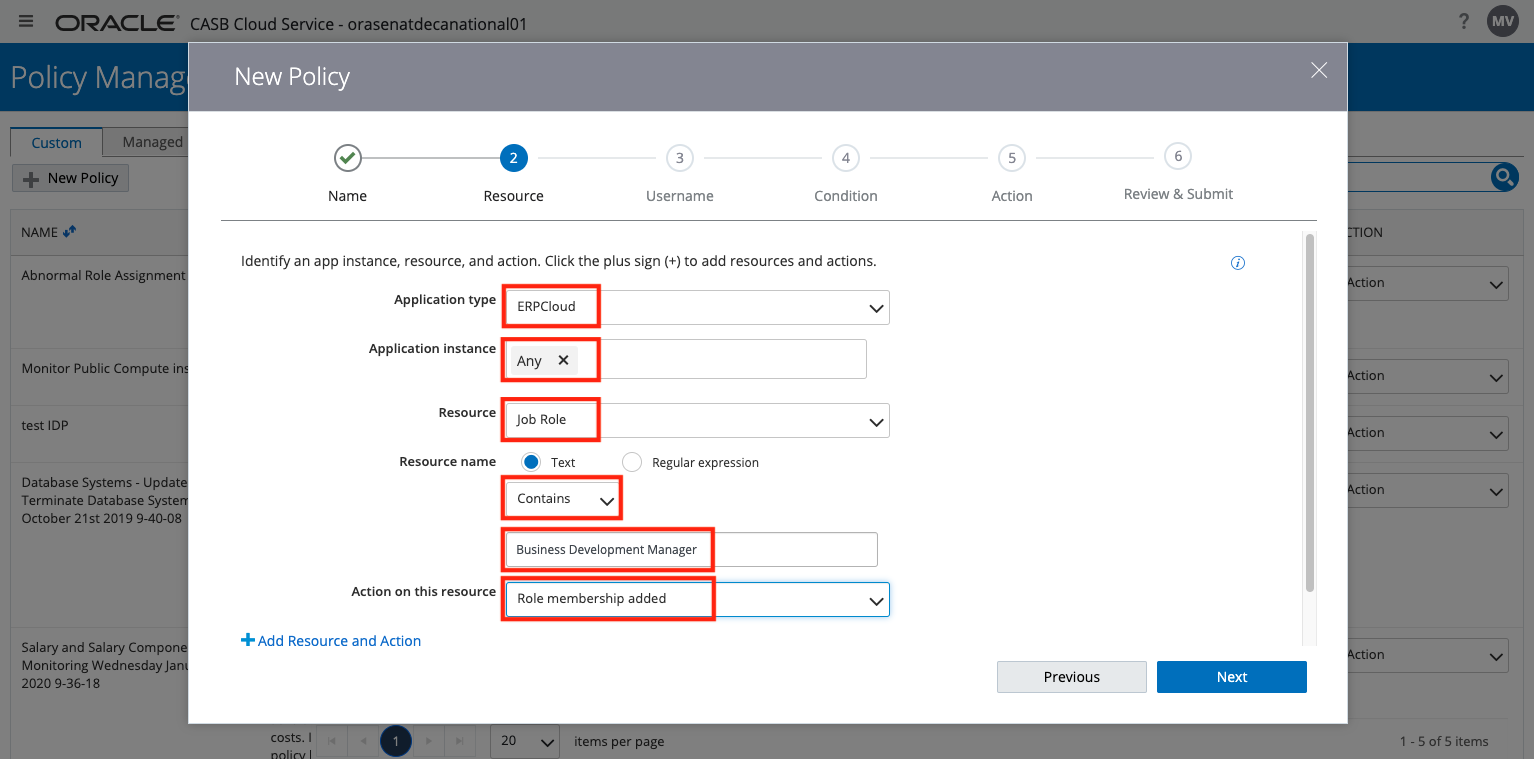 ORACLE® CASB Cloud Service - orasenatdecanational01
? MV
Policy Manage
New Policy
Custom
Managed
New Policy
2 3 4 5 6
Name Resource Username Condition Action Review & Submit
NAME
CTION
Identify an app instance, resource, and action. Click the plus sign (+) to add resources and actions.
Abnormal Role Assignment
Action
Application type ERPCloud
Application instance Any
Monitor Public Compute ins
Action
Resource Job Role
test IDP
Action
Resource name Text Regular expression
Database Systems - Update
Terminate Database System
October 21st 2019 9-40-08
Action
Contains
Business Development Manager
Action on this resource Role membership added
Add Resource and Action
Salary and Salary Compone
Monitoring Wednesday Janu
2020 9-36-18
Action
Previous Next
costs. I
policy l
1
20 items per page
1 - 5 of 5 items